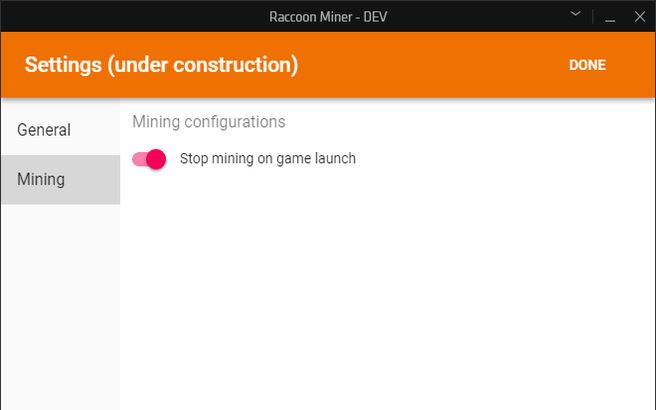 Raccoon Miner - DEV
Settings (under construction)
DONE
General
Mining
Mining configurations
Stop mining on game launch